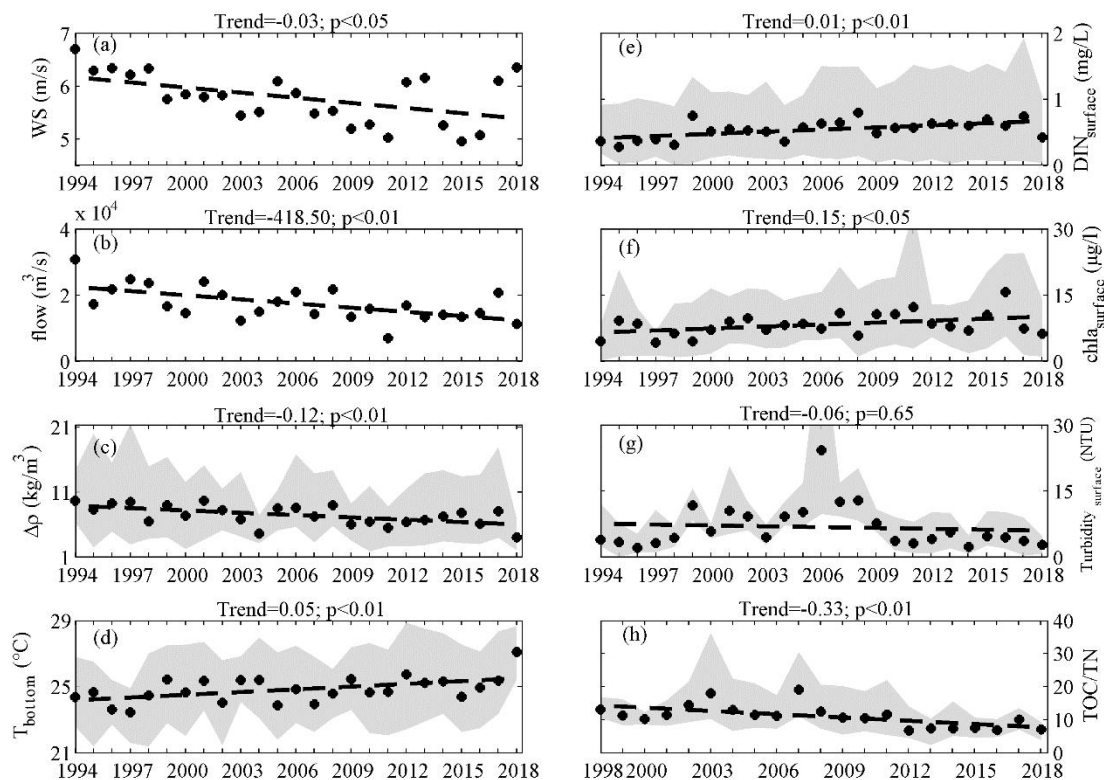 Trend=-0.03; p<0.05
(a)
WS (m/s)
7
6
5
1994 1997 2000 2003 2006 2009 2012 2015 2018
Trend=-418.50; p<0.01
x 10^4
(b)
flow (m^3/s)
4
2
0
1994 1997 2000 2003 2006 2009 2012 2015 2018
Trend=-0.12; p<0.01
(c)
Δρ (kg/m^3)
21
11
1
1994 1997 2000 2003 2006 2009 2012 2015 2018
Trend=0.05; p<0.01
(d)
T_bottom (°C)
29
25
21
1994 1997 2000 2003 2006 2009 2012 2015 2018
Trend=0.01; p<0.01
(e)
DIN_surface (mg/L)
2
1
0
1994 1997 2000 2003 2006 2009 2012 2015 2018
Trend=0.15; p<0.05
(f)
chla_surface (μg/l)
30
15
0
1994 1997 2000 2003 2006 2009 2012 2015 2018
Trend=-0.06; p=0.65
(g)
Turbidity_surface (NTU)
30
15
0
1994 1997 2000 2003 2006 2009 2012 2015 2018
Trend=-0.33; p<0.01
(h)
TOC/TN
40
30
20
10
0
1998 2000 2003 2006 2009 2012 2015 2018